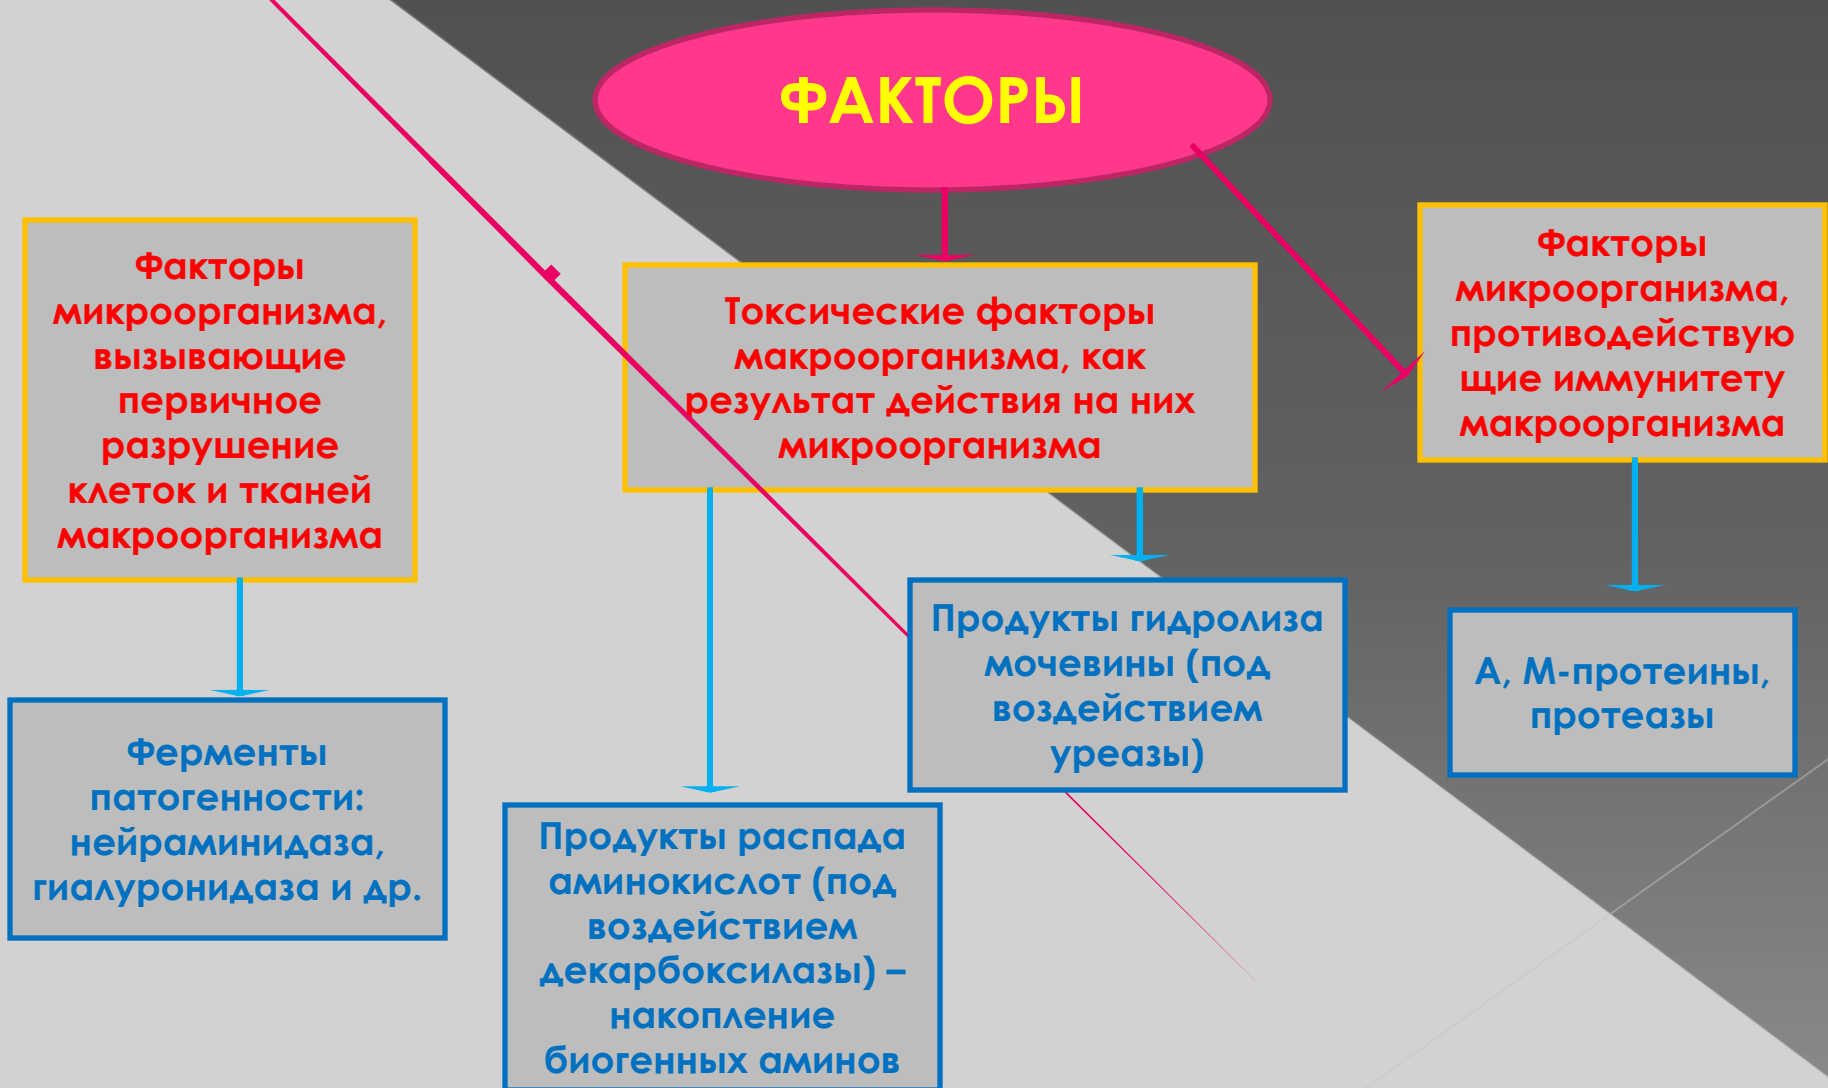 ФАКТОРЫ
Факторы
микроорганизма,
вызывающие
первичное
разрушение
клеток и тканей
макроорганизма
Токсические факторы
макроорганизма, как
результат действия на них
микроорганизма
Факторы
микроорганизма,
противодействую
щие иммунитету
макроорганизма
Ферменты
патогенности:
нейраминидаза,
гиалуронидаза и др.
Продукты распада
аминокислот (под
воздействием
декарбоксилазы) –
накопление
биогенных аминов
Продукты гидролиза
мочевины (под
воздействием
уреазы)
А, М-протеины,
протеазы